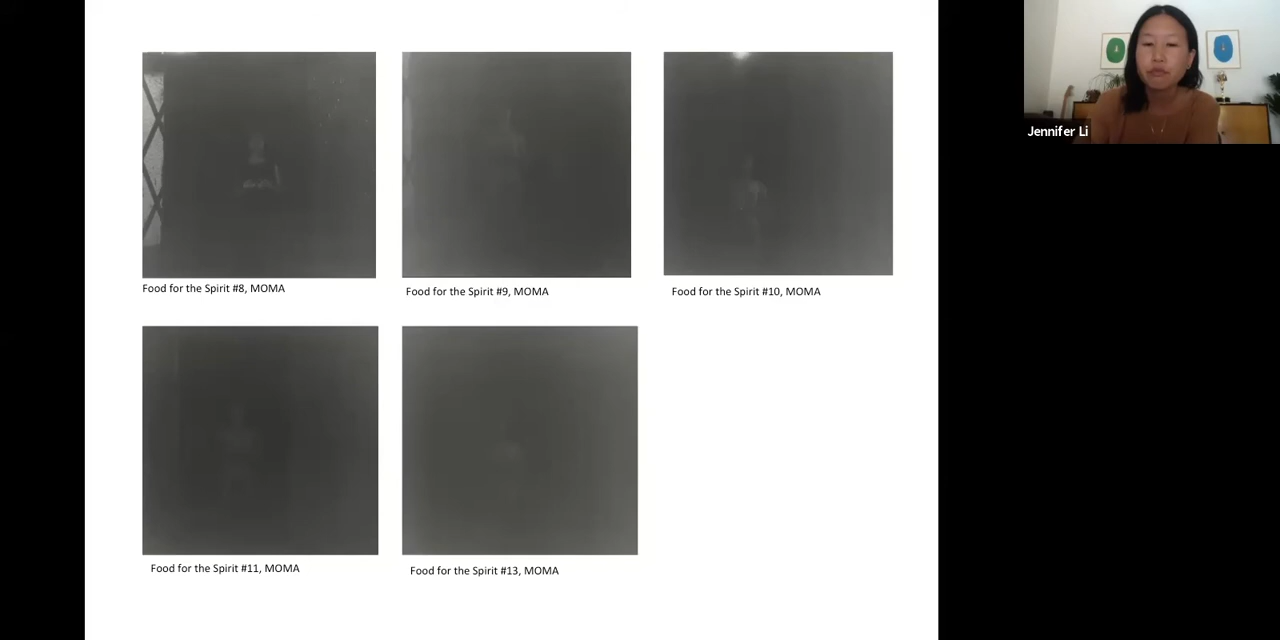 Jennifer Li
Food for the Spirit #8, MOMA
Food for the Spirit #9, MOMA
Food for the Spirit #10, MOMA
Food for the Spirit #11, MOMA
Food for the Spirit #13, MOMA